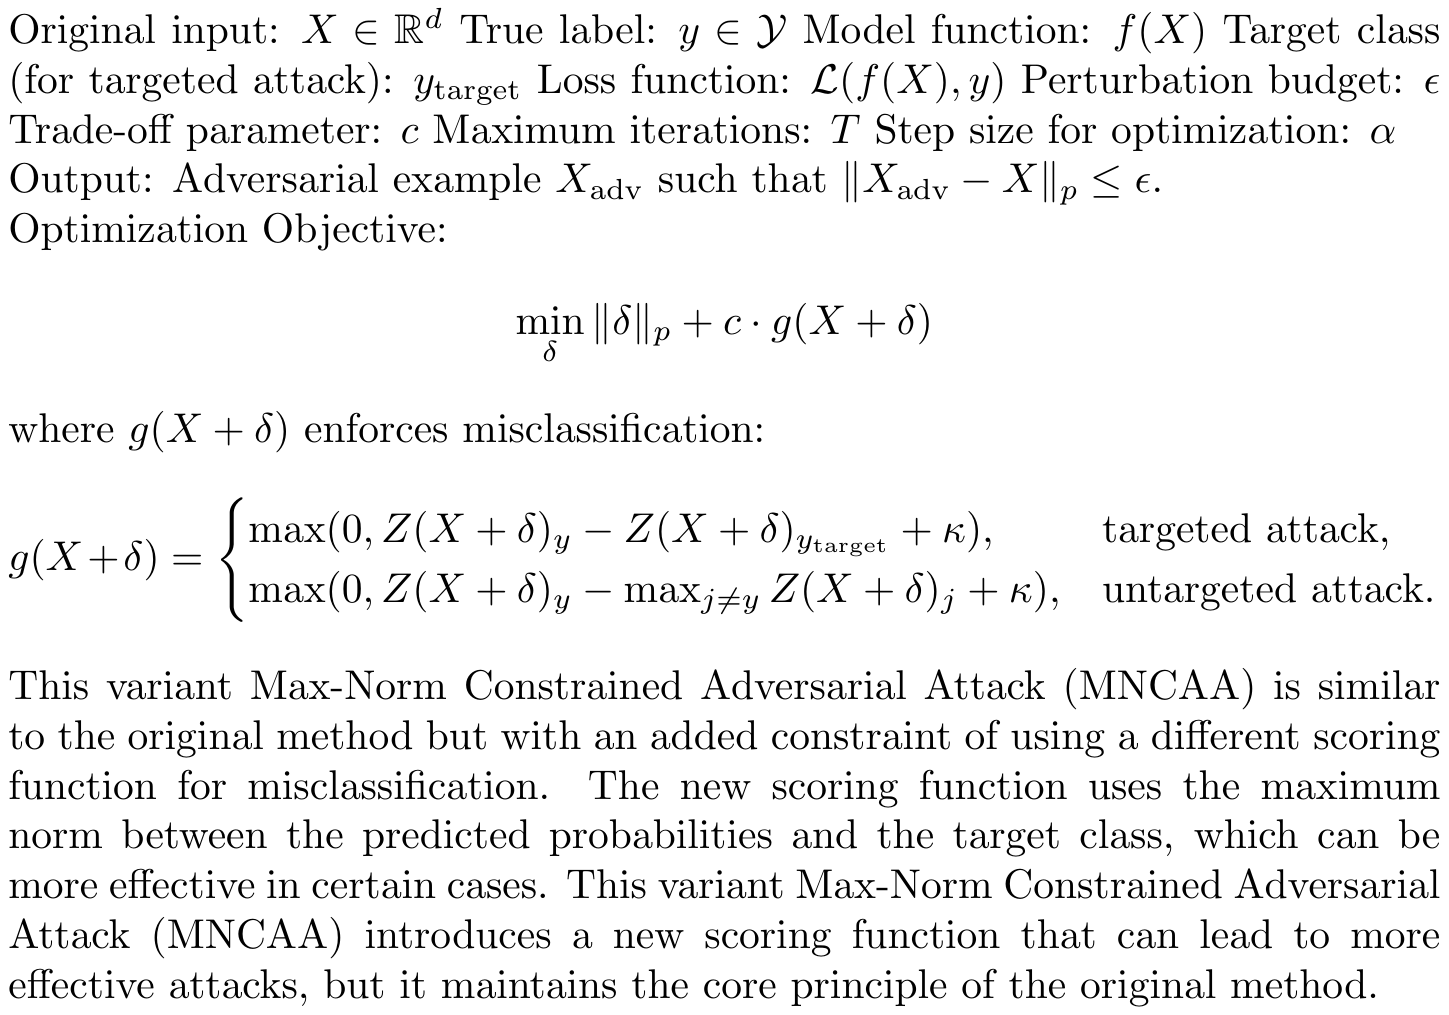 Original input: $X \in \mathbb{R}^d$ True label: $y \in \mathcal{Y}$ Model function: $f(X)$ Target class
(for targeted attack): $y_{\text{target}}$ Loss function: $\mathcal{L}(f(X), y)$ Perturbation budget: $\epsilon$
Trade-off parameter: $c$ Maximum iterations: $T$ Step size for optimization: $\alpha$
Output: Adversarial example $X_{\text{adv}}$ such that $\|X_{\text{adv}} - X\|_p \leq \epsilon$.
Optimization Objective:
$\min_{\delta} \|\delta\|_p + c \cdot g(X + \delta)$
where $g(X + \delta)$ enforces misclassification:
$g(X + \delta) = \begin{cases} \max(0, Z(X + \delta)_y - Z(X + \delta)_{y_{\text{target}}} + \kappa), & \text{targeted attack,} \\ \max(0, Z(X + \delta)_y - \max_{j \neq y} Z(X + \delta)_j + \kappa), & \text{untargeted attack.} \end{cases}$
This variant Max-Norm Constrained Adversarial Attack (MNCAA) is similar
to the original method but with an added constraint of using a different scoring
function for misclassification. The new scoring function uses the maximum
norm between the predicted probabilities and the target class, which can be
more effective in certain cases. This variant Max-Norm Constrained Adversarial
Attack (MNCAA) introduces a new scoring function that can lead to more
effective attacks, but it maintains the core principle of the original method.